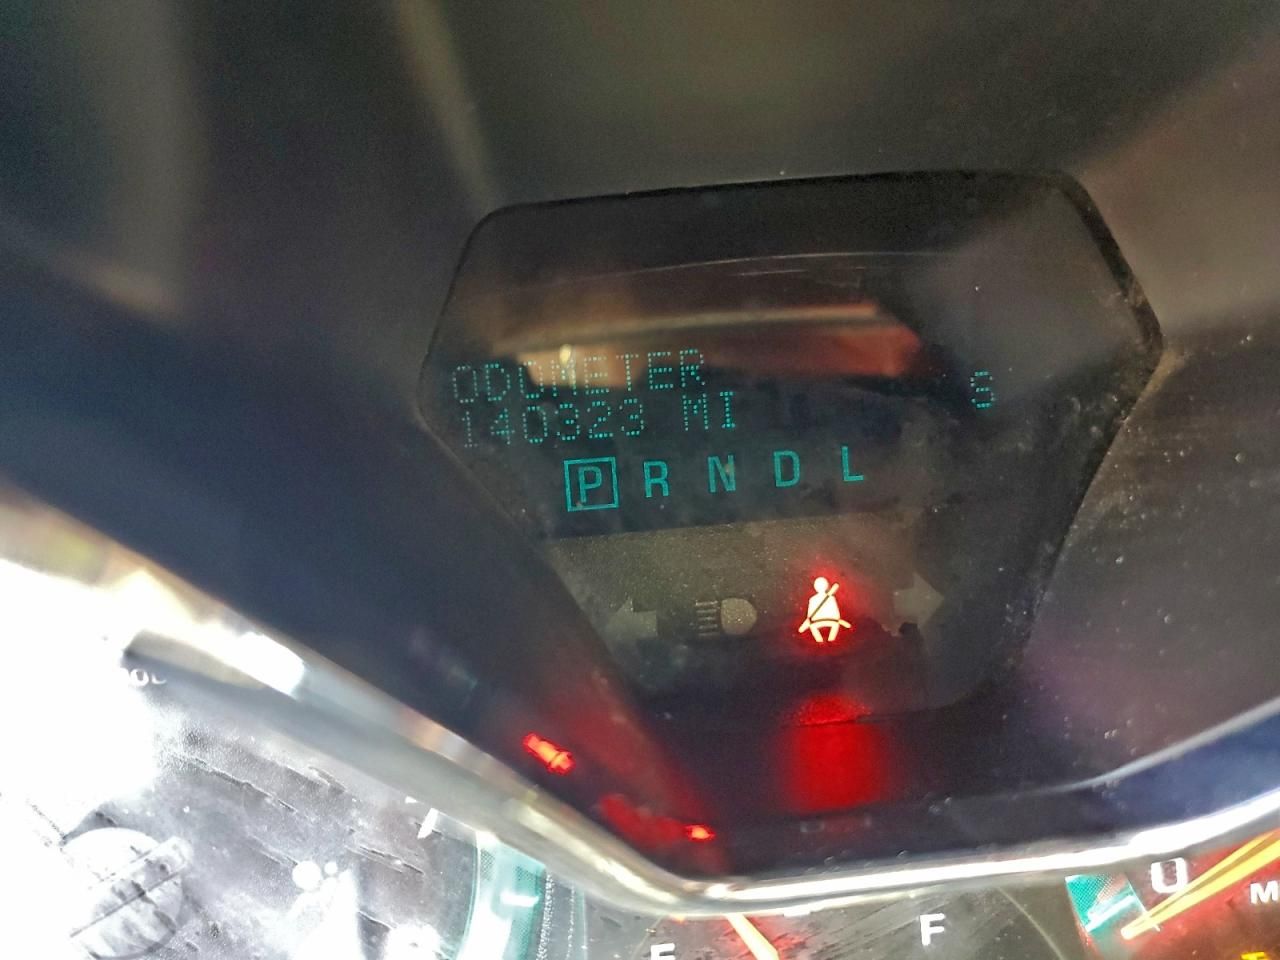 ODOMETER
S
140323 MI
P R N D L
F